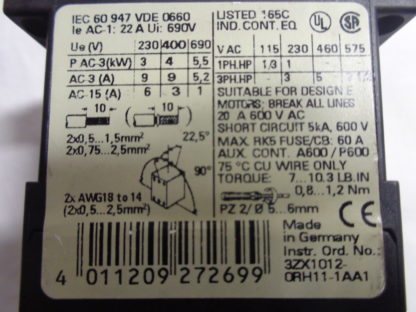 IEC 60 947 VDE 0660
Ie AC-1: 22 A Ui: 690V
Ue (V) 230 400 690
P AC-3(kW) 3 4 5,5
AC-3 (A) 9 9 5,2
AC-15 (A) 6 3 1
10 10
2x0,5...1,5mm²
2x0,75...2,5mm²
22,5°
90°
2x AWG18 to 14
(2x0,5...2,5mm²)
LISTED 165C
IND. CONT. EQ.
UL SA
V AC 115 230 460 575
1PH.HP 1/3 1
3PH.HP - 3 5
SUITABLE FOR DESIGN E
MOTORS; BREAK ALL LINES
20 A 600 V AC
SHORT CIRCUIT 5kA, 600 V
MAX. RK5 FUSE/CB: 60 A
AUX. CONT. A600 / P600
75 °C CU WIRE ONLY
TORQUE: 7...10.3 LB.IN
0,8...1,2 Nm
PZ 2/Ø 5...6mm
Made CE
in Germany
Instr. Ord. No.:
3ZX1012-
0RH11-1AA1
4 011209 272699